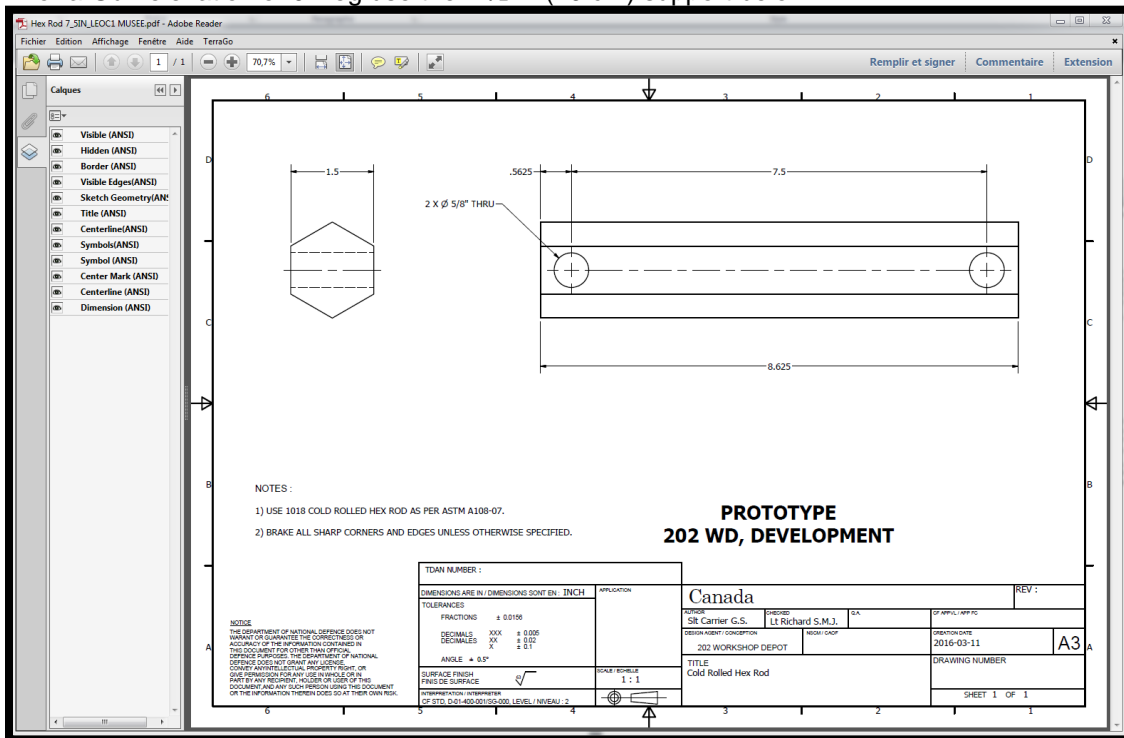 Hex Rod 7_5IN_LEOC1 MUSEE.pdf - Adobe Reader
Fichier Edition Affichage Fenêtre Aide TerraGo
1 / 1 70,7% Remplir et signer Commentaire Extension
Calques
Visible (ANSI)
Hidden (ANSI)
Border (ANSI)
Visible Edges(ANSI)
Sketch Geometry(ANS
Title (ANSI)
Centerline(ANSI)
Symbols(ANSI)
Symbol (ANSI)
Center Mark (ANSI)
Centerline (ANSI)
Dimension (ANSI)
6 5 4 3 2 1
D D
1.5 .5625 7.5
2 X Ø 5/8" THRU
C C
8.625
B B
NOTES :
1) USE 1018 COLD ROLLED HEX ROD AS PER ASTM A108-07.
2) BRAKE ALL SHARP CORNERS AND EDGES UNLESS OTHERWISE SPECIFIED.
PROTOTYPE
202 WD, DEVELOPMENT
NOTICE
THE DEPARTMENT OF NATIONAL DEFENCE DOES NOT
WARRANT OR GUARANTEE THE CORRECTNESS OR
ACCURACY OF THE INFORMATION CONTAINED IN
THIS DOCUMENT FOR OTHER THAN OFFICIAL
DEFENCE PURPOSES. THE DEPARTMENT OF NATIONAL
DEFENCE DOES NOT GRANT ANY LICENSE,
CONVEY ANYINTELLECTUAL PROPERTY RIGHT, OR
GIVE PERMISSION FOR ANY USE IN WHOLE OR IN
PART BY ANY RECIPIENT, HOLDER OR USER OF THIS
DOCUMENT,AND ANY SUCH PERSON USING THIS DOCUMENT
OR THE INFORMATION THEREIN DOES SO AT THEIR OWN RISK.
TDAN NUMBER :
DIMENSIONS ARE IN / DIMENSIONS SONT EN : INCH
TOLERANCES
FRACTIONS ± 0.0156
DECIMALS XXX ± 0.005
DECIMALES XX ± 0.02
X ± 0.1
ANGLE ± 0.5°
SURFACE FINISH
FINIS DE SURFACE
INTERPRETATION / INTERPRETER
CF STD, D-01-400-001/SG-000, LEVEL / NIVEAU : 2
APPLICATION
SCALE / ECHELLE
1 : 1
Canada
REV :
AUTHOR
Slt Carrier G.S.
CHECKED
Lt Richard S.M.J.
Q.A.
CF APPVL / APP FC
DESIGN AGENT / CONCEPTION
202 WORKSHOP DEPOT
NSCM / CAOF
CREATION DATE
2016-03-11
A3
TITLE
Cold Rolled Hex Rod
DRAWING NUMBER
SHEET 1 OF 1
A A
6 5 4 3 2 1